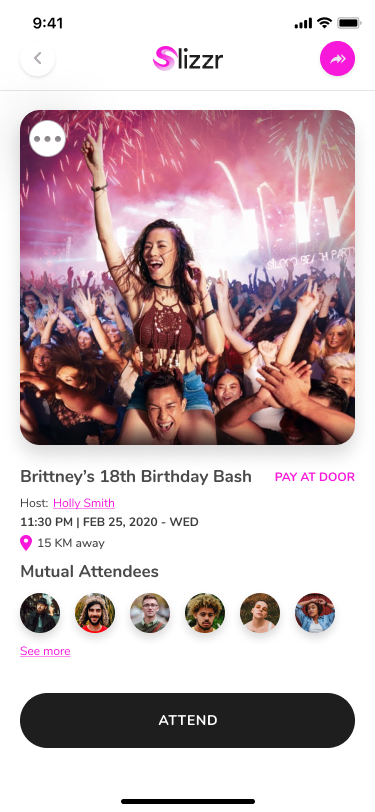 9:41
Slizzr
Brittney's 18th Birthday Bash
PAY AT DOOR
Host: Holly Smith
11:30 PM | FEB 25, 2020 - WED
15 KM away
Mutual Attendees
See more
ATTEND